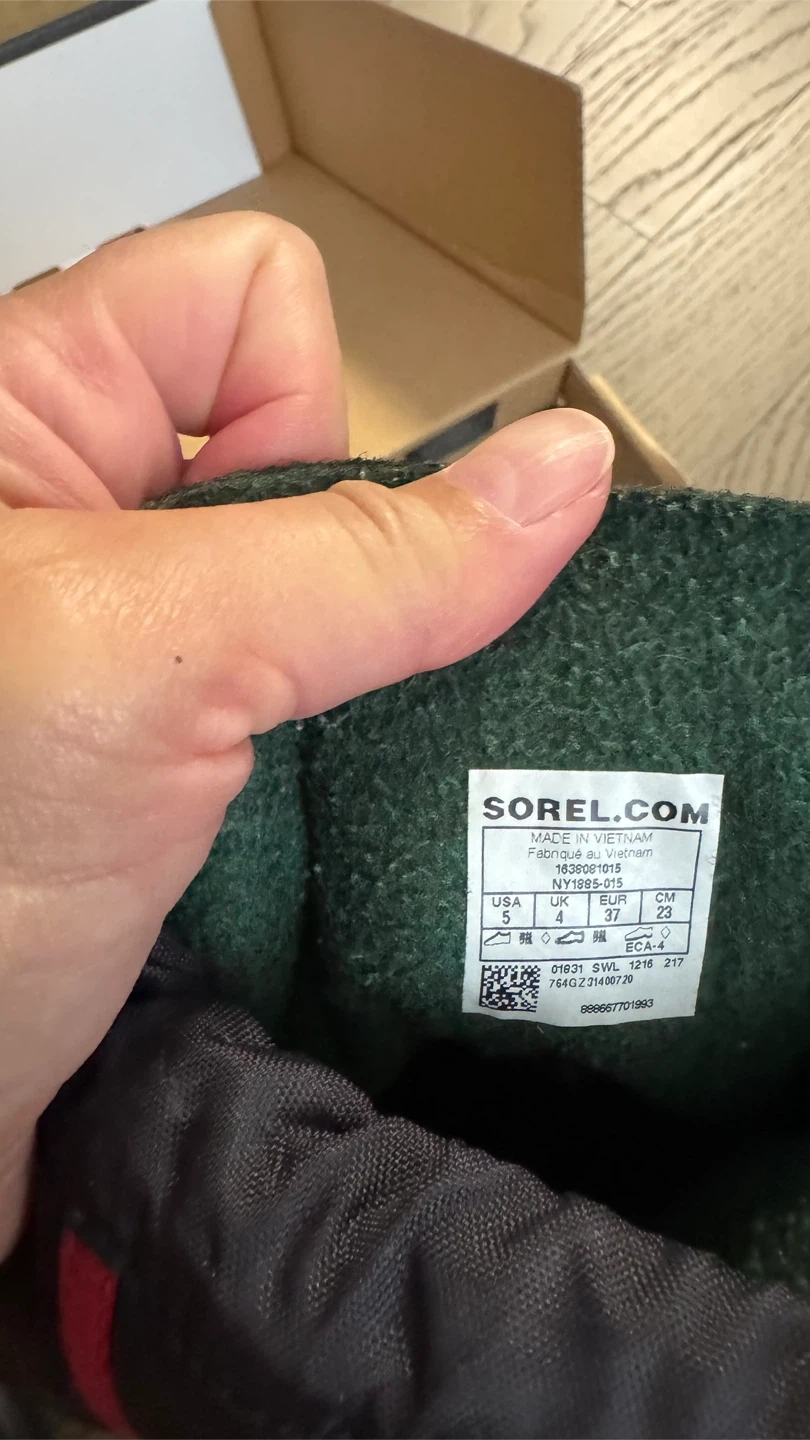 SOREL.COM
MADE IN VIETNAM
Fabriqué au Vietnam
1638081015
NY1885-015
USA UK EUR CM
5 4 37 23
ECA-4
01931 SWL 1216 217
764GZ31400720
888667701993